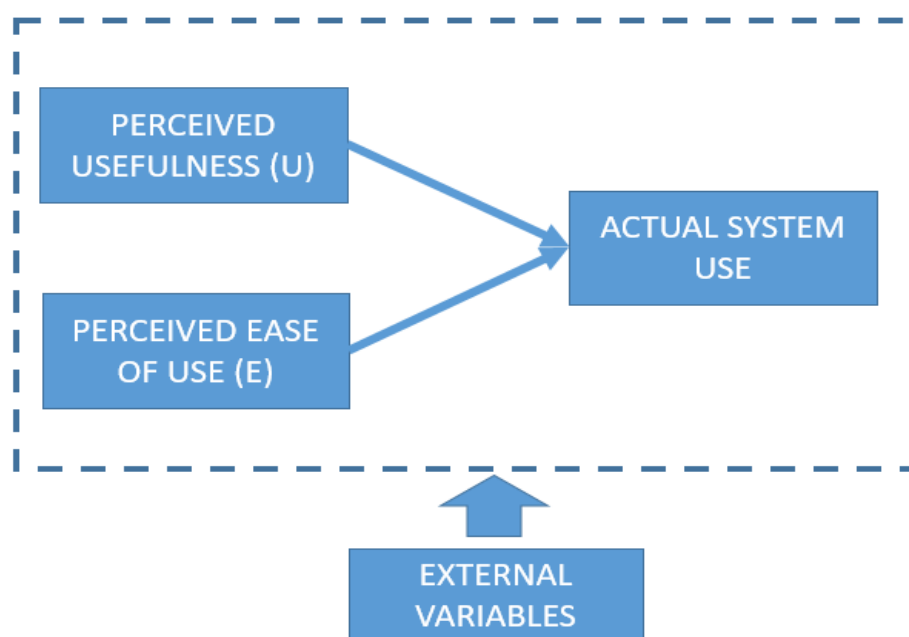 PERCEIVED
USEFULNESS (U)
ACTUAL SYSTEM
USE
PERCEIVED EASE
OF USE (E)
EXTERNAL
VARIABLES